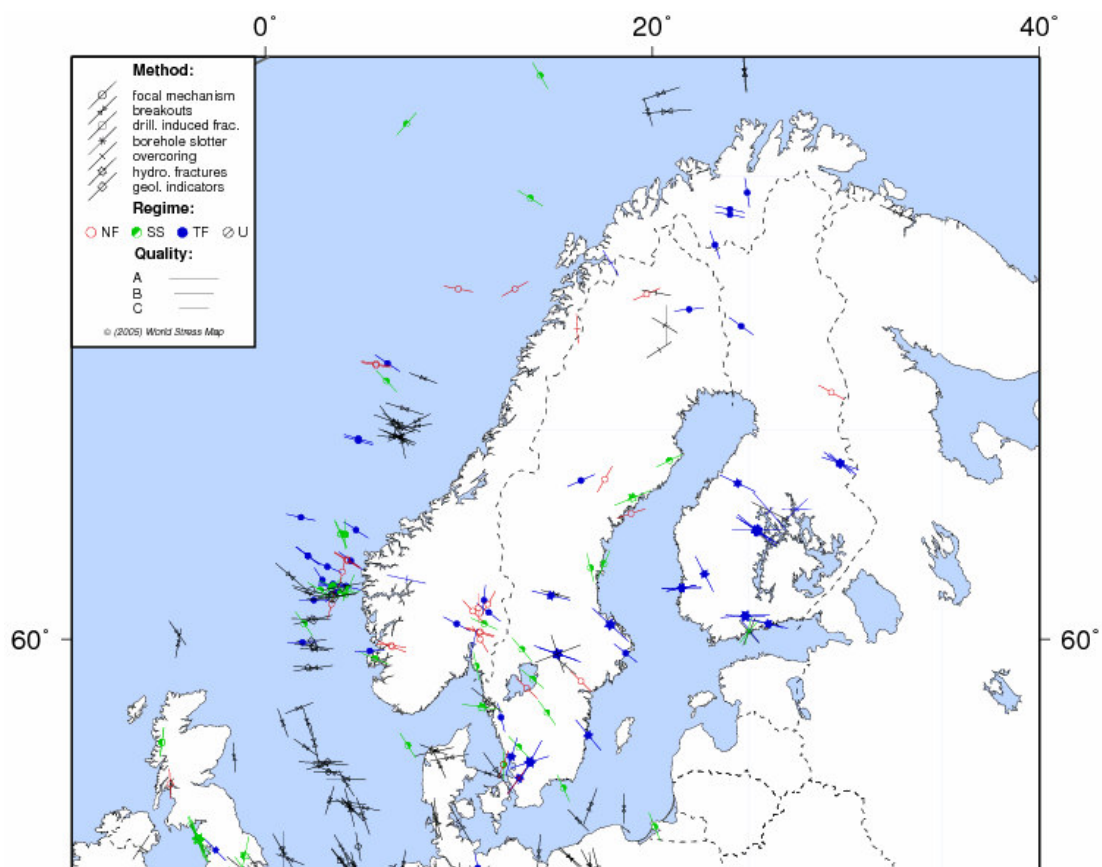 0° 20° 40°
Method:
focal mechanism
breakouts
drill. induced frac.
borehole slotter
overcoring
hydro. fractures
geol. indicators
Regime:
NF SS TF U
Quality:
A
B
C
© (2005) World Stress Map
60° 60°